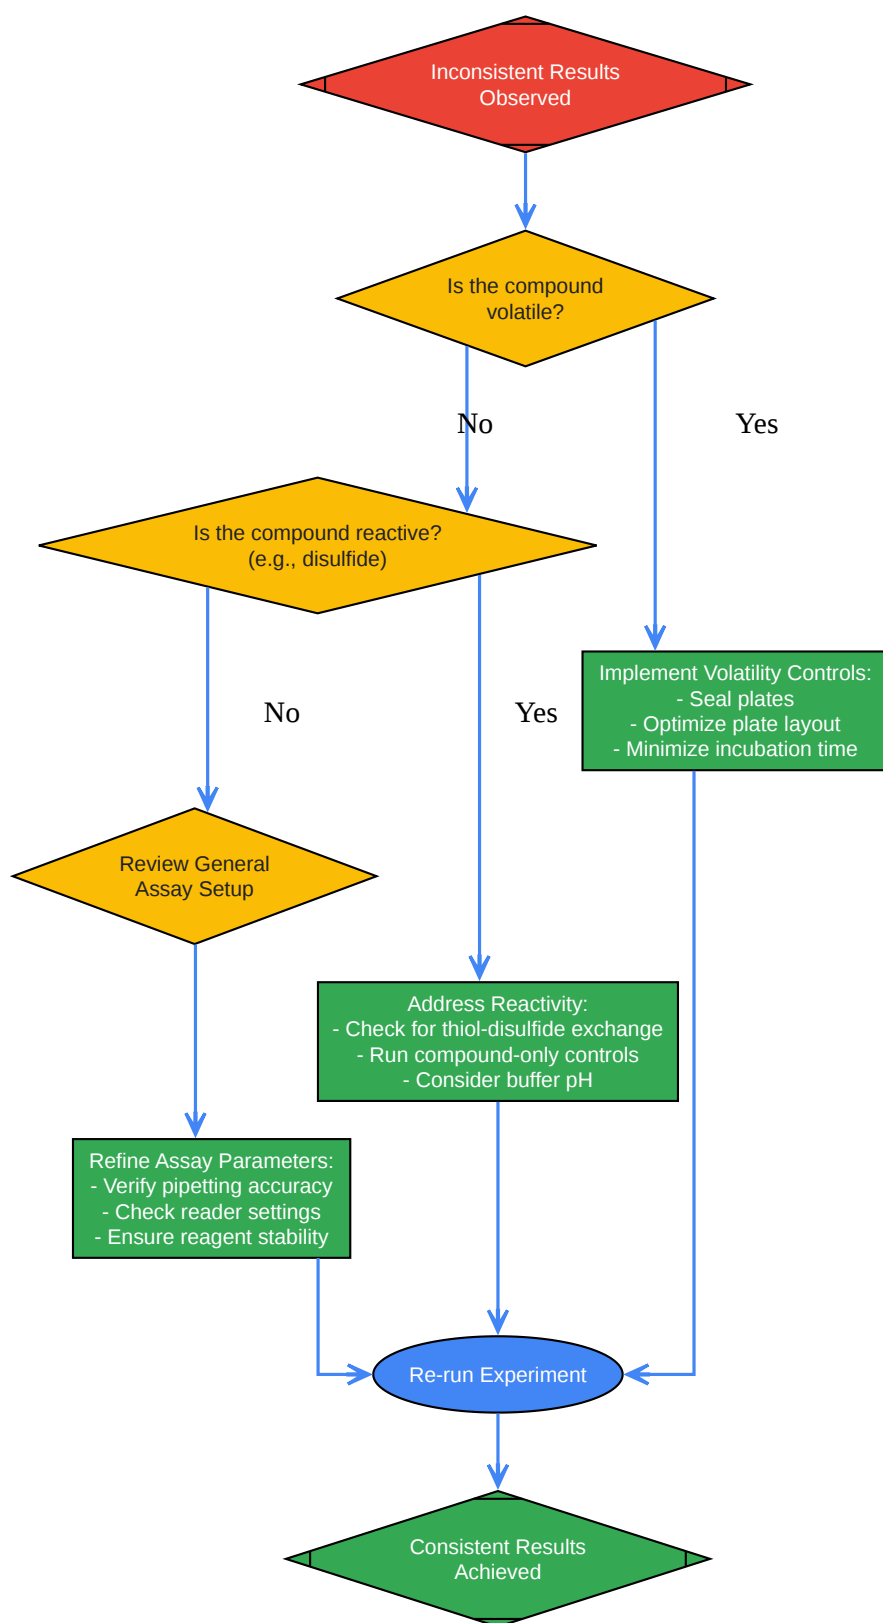 Inconsistent Results
Observed
Is the compound
volatile?
No
Yes
Is the compound reactive?
(e.g., disulfide)
Implement Volatility Controls:
- Seal plates
- Optimize plate layout
- Minimize incubation time
No
Yes
Review General
Assay Setup
Address Reactivity:
- Check for thiol-disulfide exchange
- Run compound-only controls
- Consider buffer pH
Refine Assay Parameters:
- Verify pipetting accuracy
- Check reader settings
- Ensure reagent stability
Re-run Experiment
Consistent Results
Achieved